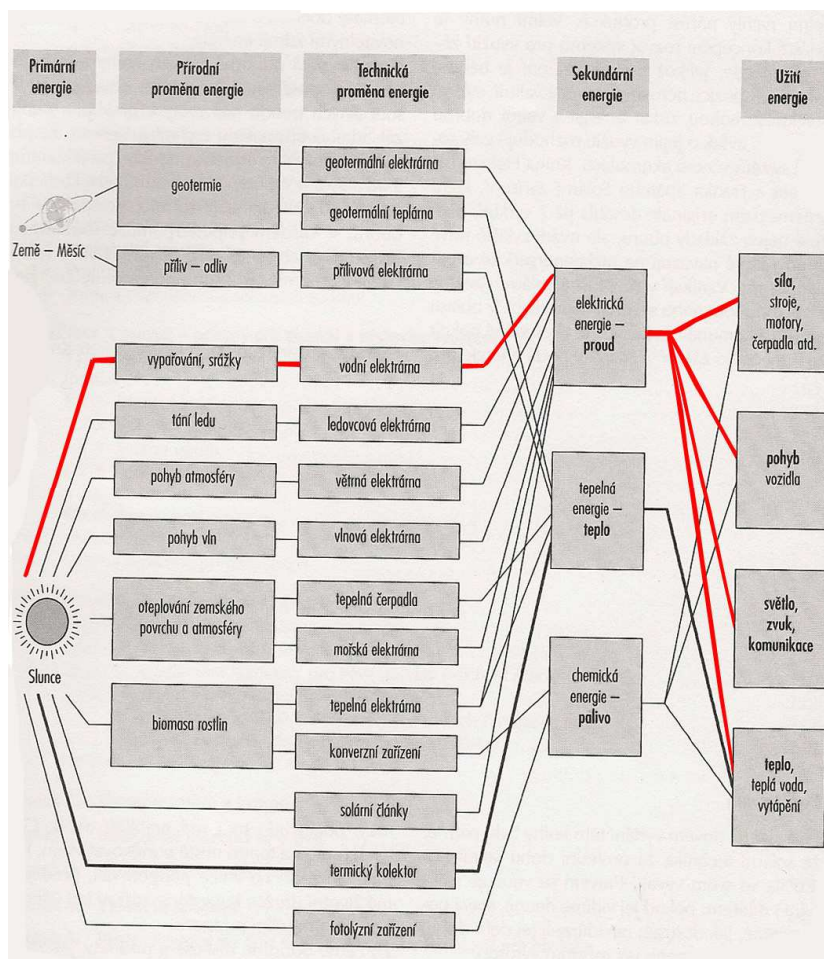 Primární
energie
Přírodní
proměna energie
Technická
proměna energie
Sekundární
energie
Užití
energie
geotermie
geotermální elektrárna
geotermální teplárna
Země – Měsíc
příliv – odliv
přílivová elektrárna
elektrická
energie –
proud
síla,
stroje,
motory,
čerpadla atd.
vypařování, srážky
vodní elektrárna
tání ledu
ledovcová elektrárna
pohyb atmosféry
větrná elektrárna
tepelná
energie –
teplo
pohyb
vozidla
pohyb vln
vlnová elektrárna
oteplování zemského
povrchu a atmosféry
tepelná čerpadla
mořská elektrárna
světlo,
zvuk,
komunikace
Slunce
biomasa rostlin
tepelná elektrárna
konverzní zařízení
chemická
energie –
palivo
teplo,
teplá voda,
vytápění
solární články
termický kolektor
fotolýzní zařízení